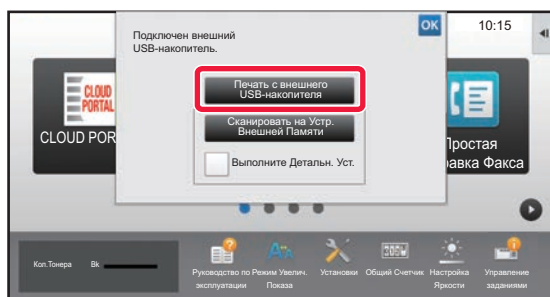 Подключен внешний
USB-накопитель.
OK
10:15
Печать с внешнего
USB-накопителя
Сканировать на Устр.
Внешней Памяти
Выполните Детальн. Уст.
CLOUD
PORTAL
CLOUD POR
Простая
равка Факса
Кол.Тонера
Bk
Руководство по
эксплуатации
Режим Увелич.
Показа
Установки
Общий Счетчик
Настройка
Яркости
Управление
заданиями